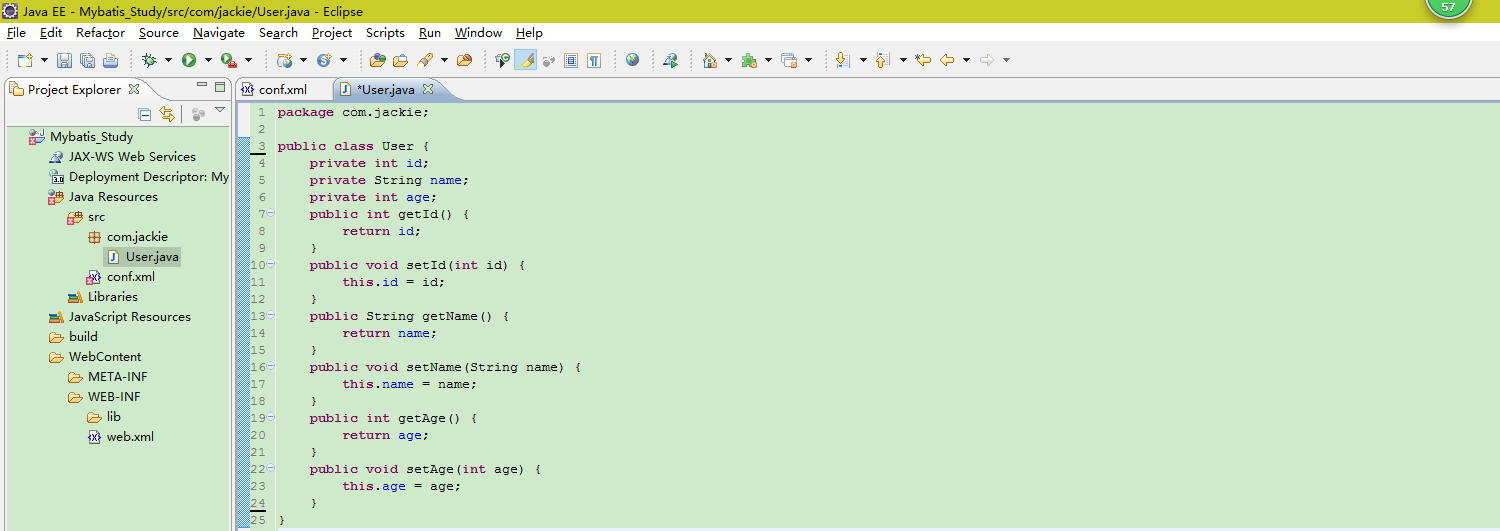 Java EE - Mybatis_Study/src/com/jackie/User.java - Eclipse
57
File Edit Refactor Source Navigate Search Project Scripts Run Window Help
Project Explorer
conf.xml
*User.java
Mybatis_Study
JAX-WS Web Services
3.0 Deployment Descriptor: My
Java Resources
src
com.jackie
User.java
conf.xml
Libraries
JavaScript Resources
build
WebContent
META-INF
WEB-INF
lib
web.xml
1 package com.jackie;
2
3 public class User {
4     private int id;
5     private String name;
6     private int age;
7     public int getId() {
8         return id;
9     }
10     public void setId(int id) {
11         this.id = id;
12     }
13     public String getName() {
14         return name;
15     }
16     public void setName(String name) {
17         this.name = name;
18     }
19     public int getAge() {
20         return age;
21     }
22     public void setAge(int age) {
23         this.age = age;
24     }
25 }